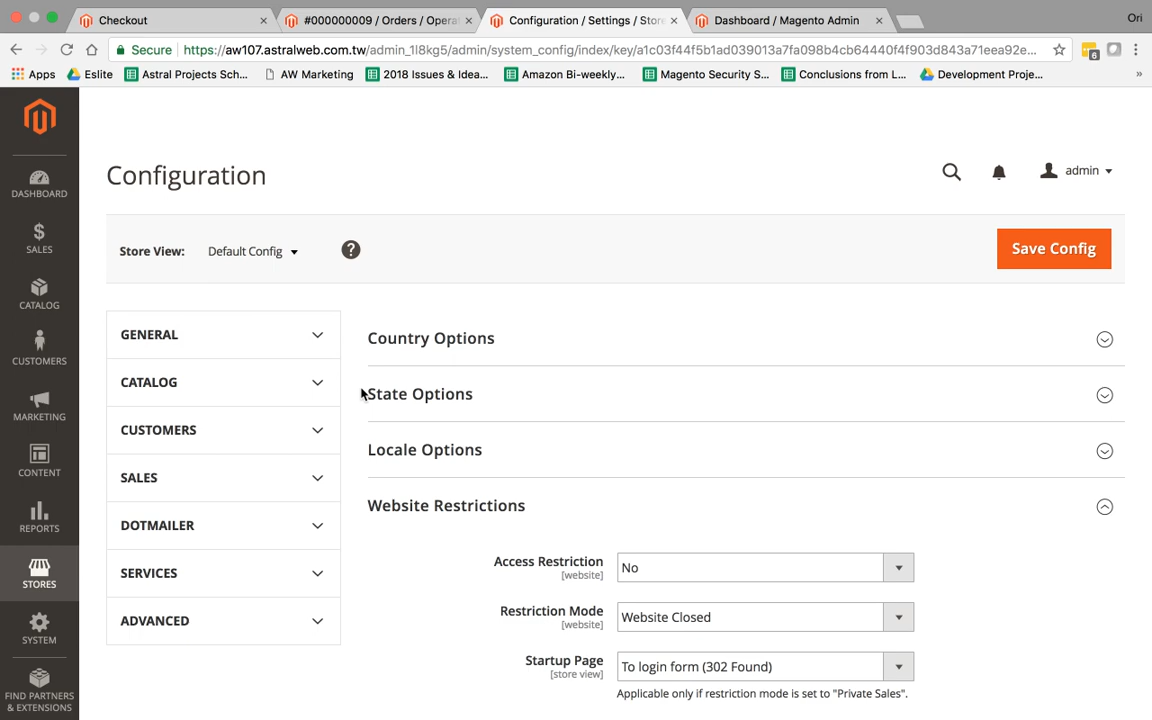 Checkout
#000000009 / Orders / Operat
Configuration / Settings / Store
Dashboard / Magento Admin
Ori
Secure
https://aw107.astralweb.com.tw/admin_1l8kg5/admin/system_config/index/key/a1c03f44f5b1ad039013a7fa098b4cb64440f4f903d843a71eea92e...
6
Apps
Eslite
Astral Projects Sch...
AW Marketing
2018 Issues & Idea...
Amazon Bi-weekly...
Magento Security S...
Conclusions from L...
Development Proje...
»
DASHBOARD
SALES
CATALOG
CUSTOMERS
MARKETING
CONTENT
REPORTS
STORES
SYSTEM
FIND PARTNERS
& EXTENSIONS
Configuration
admin
Store View:
Default Config
?
Save Config
GENERAL
CATALOG
CUSTOMERS
SALES
DOTMAILER
SERVICES
ADVANCED
Country Options
State Options
Locale Options
Website Restrictions
Access Restriction
[website]
No
Restriction Mode
[website]
Website Closed
Startup Page
[store view]
To login form (302 Found)
Applicable only if restriction mode is set to "Private Sales".